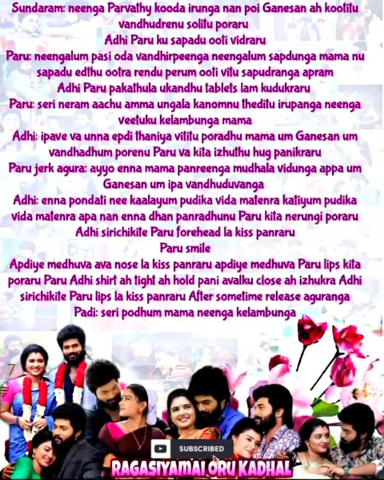 Sundaram: neenga Parvathy kooda irunga nan poi Ganesan ah kootitu
vandhudrenu solitu poraru
Adhi Paru ku sapadu ooti vidraru
Paru: neengalum pasi oda vandhirpeenga neengalum sapdunga mama nu
sapadu edthu ootra rendu perum ooti vitu sapudranga apram
Adhi Paru pakathula ukandhu tablets lam kudukraru
Paru: seri neram aachu amma ungala kanomnu theditu irupanga neenga
veetuku kelambunga mama
Adhi: ipave va unna epdi thaniya vititu poradhu mama um Ganesan um
vandhadhum porenu Paru va kita izhuthu hug panikraru
Paru jerk agura: ayyo enna mama panreenga mudhala vidunga appa um
Ganesan um ipa vandhuduvanga
Adhi: enna pondati nee kaalayum pudika vida matenra katiyum pudika
vida matenra apa nan enna dhan panradhunu Paru kita nerungi poraru
Adhi sirichikite Paru forehead la kiss panraru
Paru smile
Apdiye medhuva ava nose la kiss panraru apdiye medhuva Paru lips kita
poraru Paru Adhi shirt ah tight ah hold pani avalku close ah izhukra Adhi
sirichikite Paru lips la kiss panraru After sometime release aguranga
Padi: seri podhum mama neenga kelambunga
SUBSCRIBED
RAGASIYAMAI ORU KADHAL